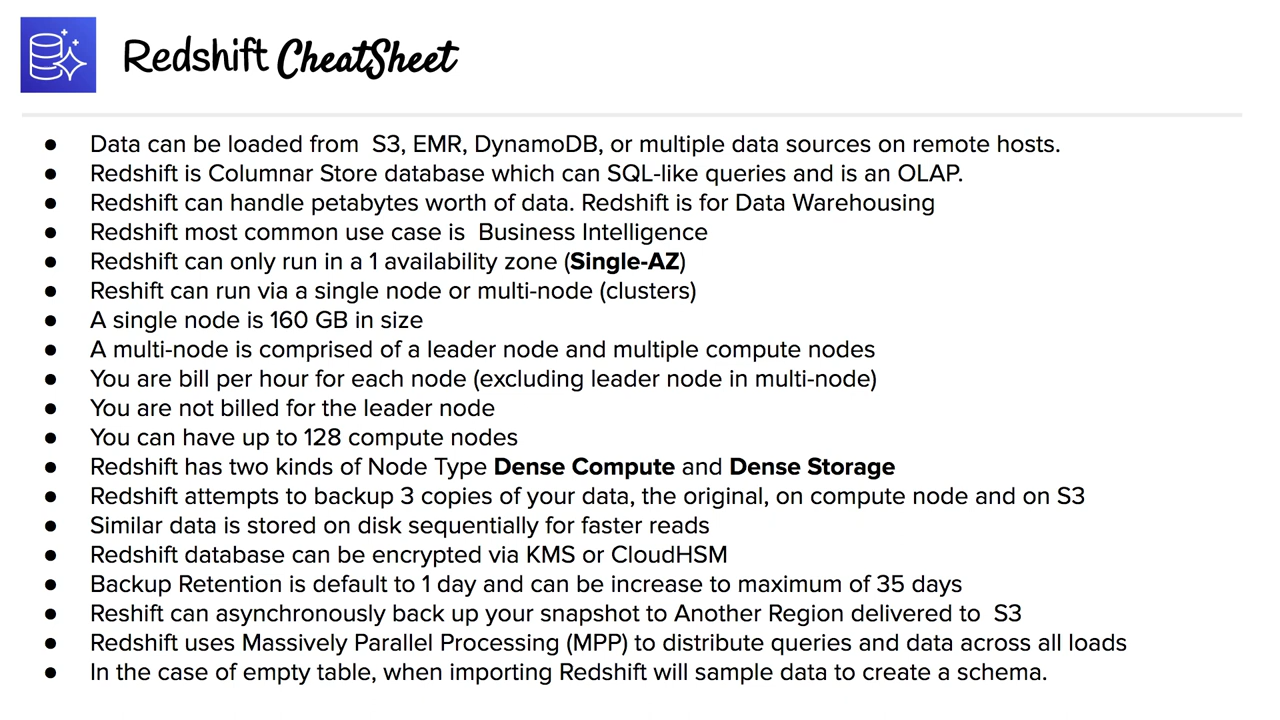 Redshift CheatSheet
● Data can be loaded from  S3, EMR, DynamoDB, or multiple data sources on remote hosts.
● Redshift is Columnar Store database which can SQL-like queries and is an OLAP.
● Redshift can handle petabytes worth of data. Redshift is for Data Warehousing
● Redshift most common use case is  Business Intelligence
● Redshift can only run in a 1 availability zone (Single-AZ)
● Reshift can run via a single node or multi-node (clusters)
● A single node is 160 GB in size
● A multi-node is comprised of a leader node and multiple compute nodes
● You are bill per hour for each node (excluding leader node in multi-node)
● You are not billed for the leader node
● You can have up to 128 compute nodes
● Redshift has two kinds of Node Type Dense Compute and Dense Storage
● Redshift attempts to backup 3 copies of your data, the original, on compute node and on S3
● Similar data is stored on disk sequentially for faster reads
● Redshift database can be encrypted via KMS or CloudHSM
● Backup Retention is default to 1 day and can be increase to maximum of 35 days
● Reshift can asynchronously back up your snapshot to Another Region delivered to  S3
● Redshift uses Massively Parallel Processing (MPP) to distribute queries and data across all loads
● In the case of empty table, when importing Redshift will sample data to create a schema.